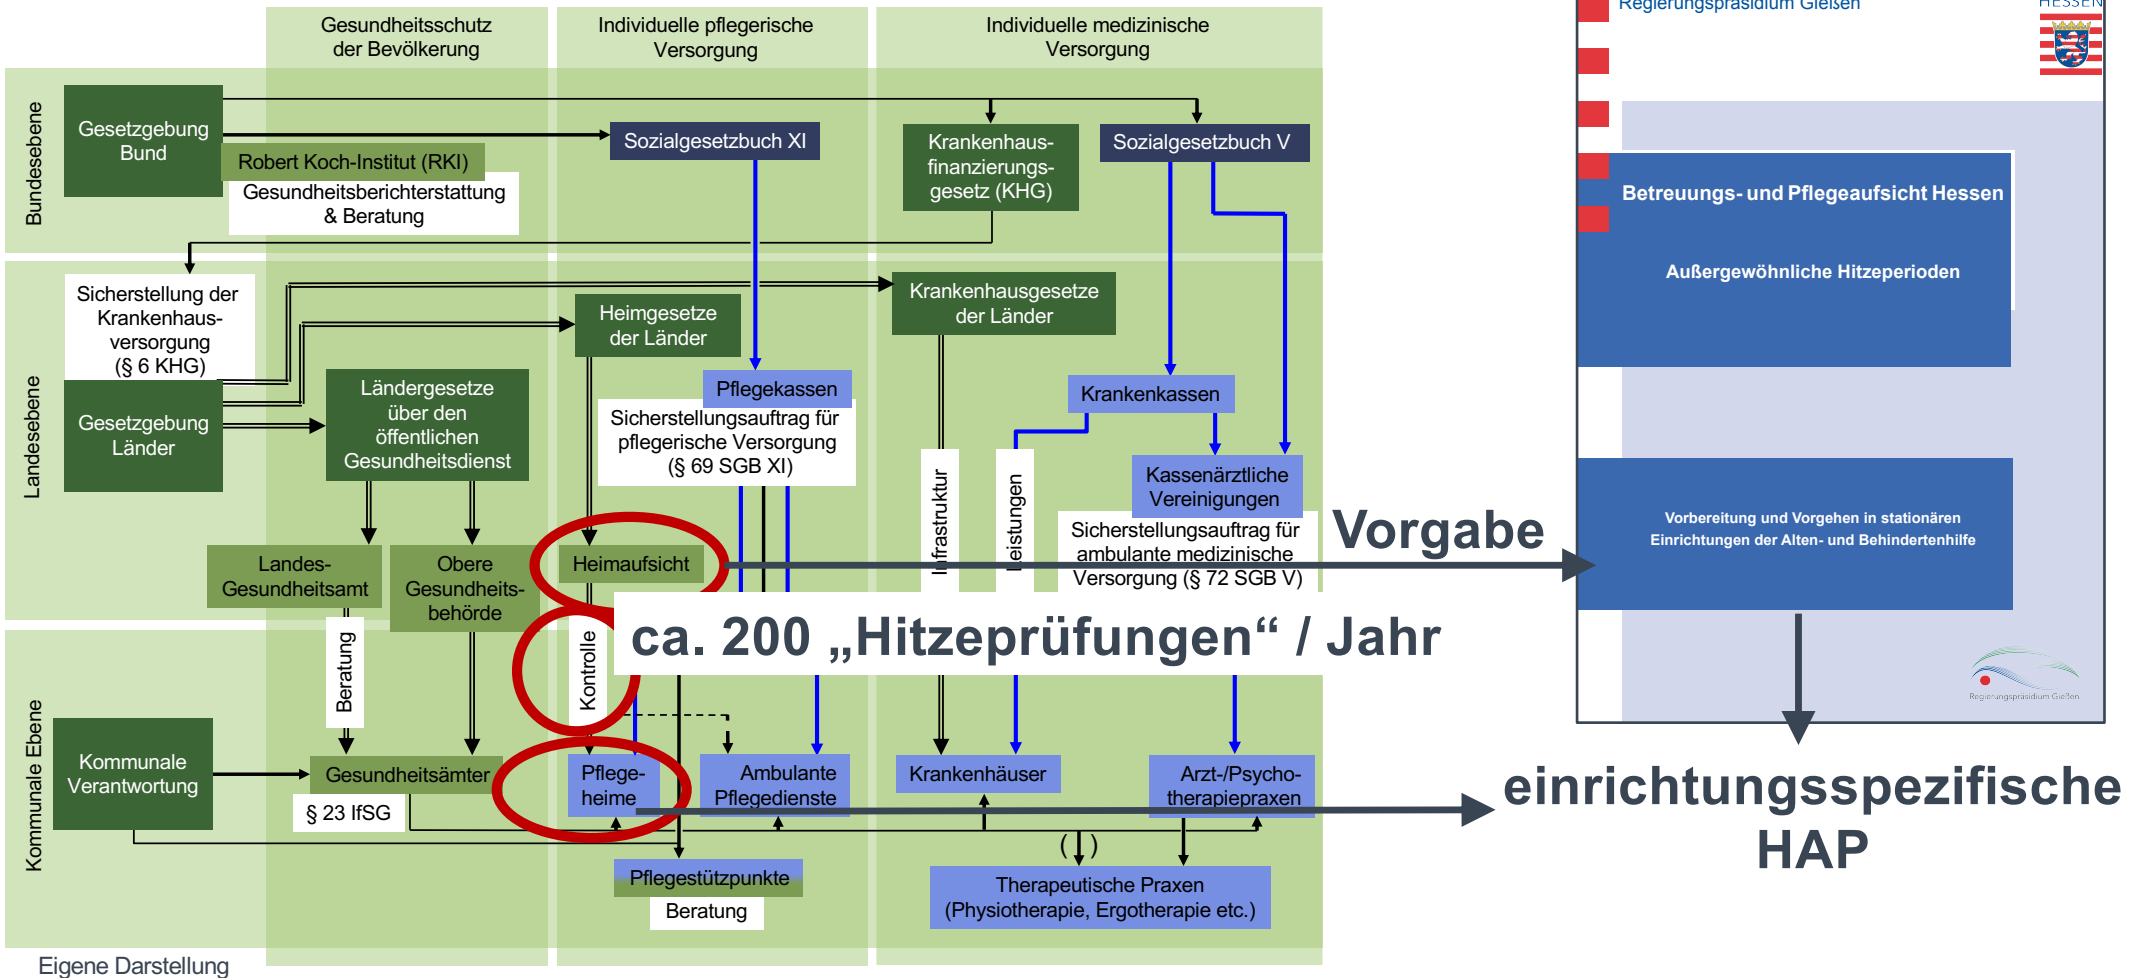 Gesundheitsschutz
der Bevölkerung
Individuelle pflegerische
Versorgung
Individuelle medizinische
Versorgung
Bundesebene
Gesetzgebung
Bund
Robert Koch-Institut (RKI)
Gesundheitsberichterstattung
& Beratung
Sozialgesetzbuch XI
Krankenhaus-
finanzierungs-
gesetz (KHG)
Sozialgesetzbuch V
Landesebene
Sicherstellung der
Krankenhaus-
versorgung
(§ 6 KHG)
Gesetzgebung
Länder
Ländergesetze
über den
öffentlichen
Gesundheitsdienst
Heimgesetze
der Länder
Krankenhausgesetze
der Länder
Pflegekassen
Sicherstellungsauftrag für
pflegerische Versorgung
(§ 69 SGB XI)
Krankenkassen
Infrastruktur
Leistungen
Kassenärztliche
Vereinigungen
Sicherstellungsauftrag für
ambulante medizinische
Versorgung (§ 72 SGB V)
Landes-
Gesundheitsamt
Obere
Gesundheits-
behörde
Heimaufsicht
Vorgabe
ca. 200 „Hitzeprüfungen“ / Jahr
Beratung
Kontrolle
Kommunale Ebene
Kommunale
Verantwortung
Gesundheitsämter
§ 23 IfSG
Pflege-
heime
Ambulante
Pflegedienste
Krankenhäuser
Arzt-/Psycho-
therapiepraxen
( )
Pflegestützpunkte
Beratung
Therapeutische Praxen
(Physiotherapie, Ergotherapie etc.)
Eigene Darstellung
Regierungspräsidium Gießen
HESSEN
Betreuungs- und Pflegeaufsicht Hessen
Außergewöhnliche Hitzeperioden
Vorbereitung und Vorgehen in stationären
Einrichtungen der Alten- und Behindertenhilfe
Regierungspräsidium Gießen
einrichtungsspezifische
HAP